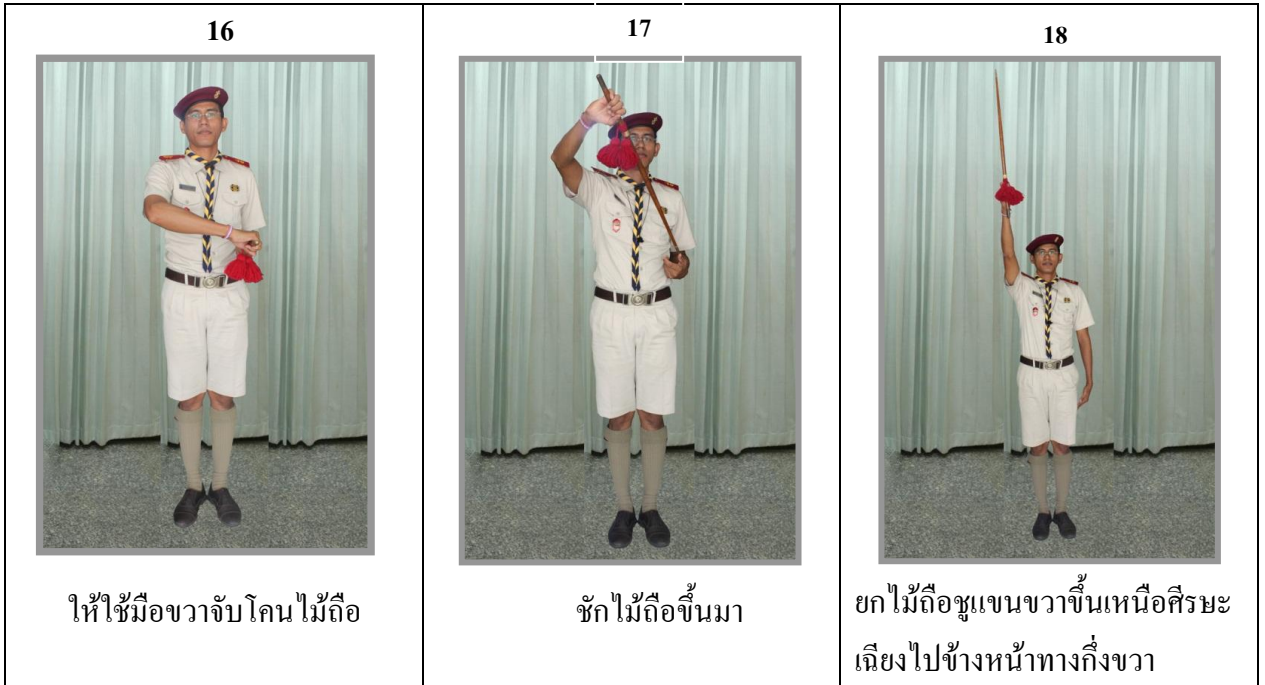 16
17
18
ให้ใช้มือขวาจับโคนไม้ถือ
ชักไม้ถือขึ้นมา
ยกไม้ถือชูแขนขวาขึ้นเหนือศีรษะ
เฉียงไปข้างหน้าทางกึ่งขวา